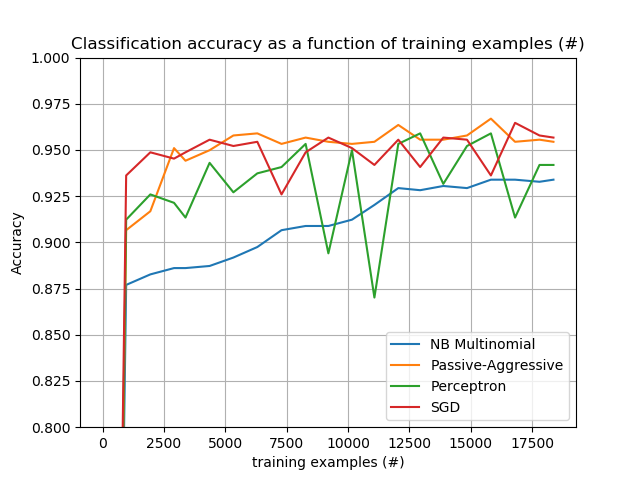 Classification accuracy as a function of training examples (#)
1.000
0.975
0.950
0.925
0.900
0.875
0.850
0.825
0.800
Accuracy
NB Multinomial
Passive-Aggressive
Perceptron
SGD
0 2500 5000 7500 10000 12500 15000 17500
training examples (#)